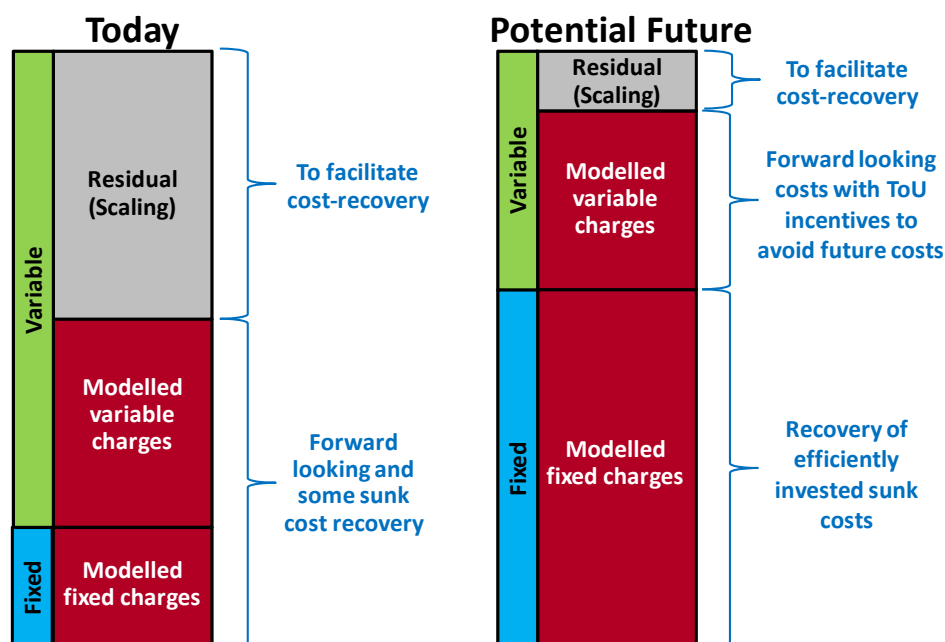 Today
Variable
Residual
(Scaling)
To facilitate
cost-recovery
Modelled
variable
charges
Forward
looking and
some sunk
cost recovery
Fixed
Modelled
fixed charges
Potential Future
Variable
Residual
(Scaling)
To facilitate
cost-recovery
Modelled
variable
charges
Forward looking
costs with ToU
incentives to
avoid future costs
Fixed
Modelled
fixed charges
Recovery of
efficiently
invested sunk
costs